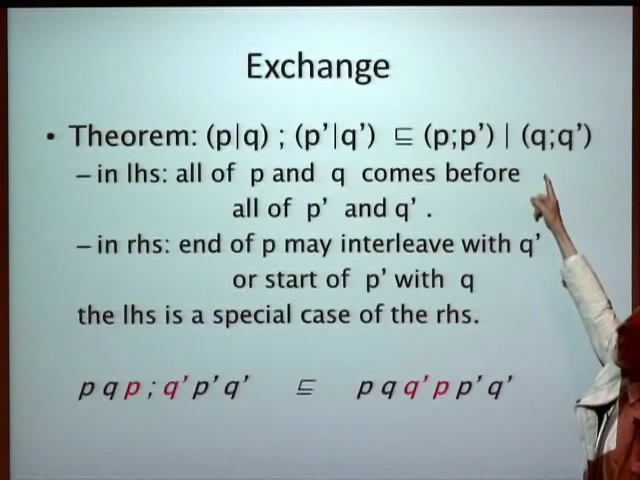 Exchange
• Theorem: (p|q) ; (p’|q’) ⊑ (p;p’) | (q;q’)
– in lhs: all of p and q comes before
all of p’ and q’ .
– in rhs: end of p may interleave with q’
or start of p’ with q
the lhs is a special case of the rhs.
p q p ; q’ p’ q’ ⊑ p q q’ p p’ q’